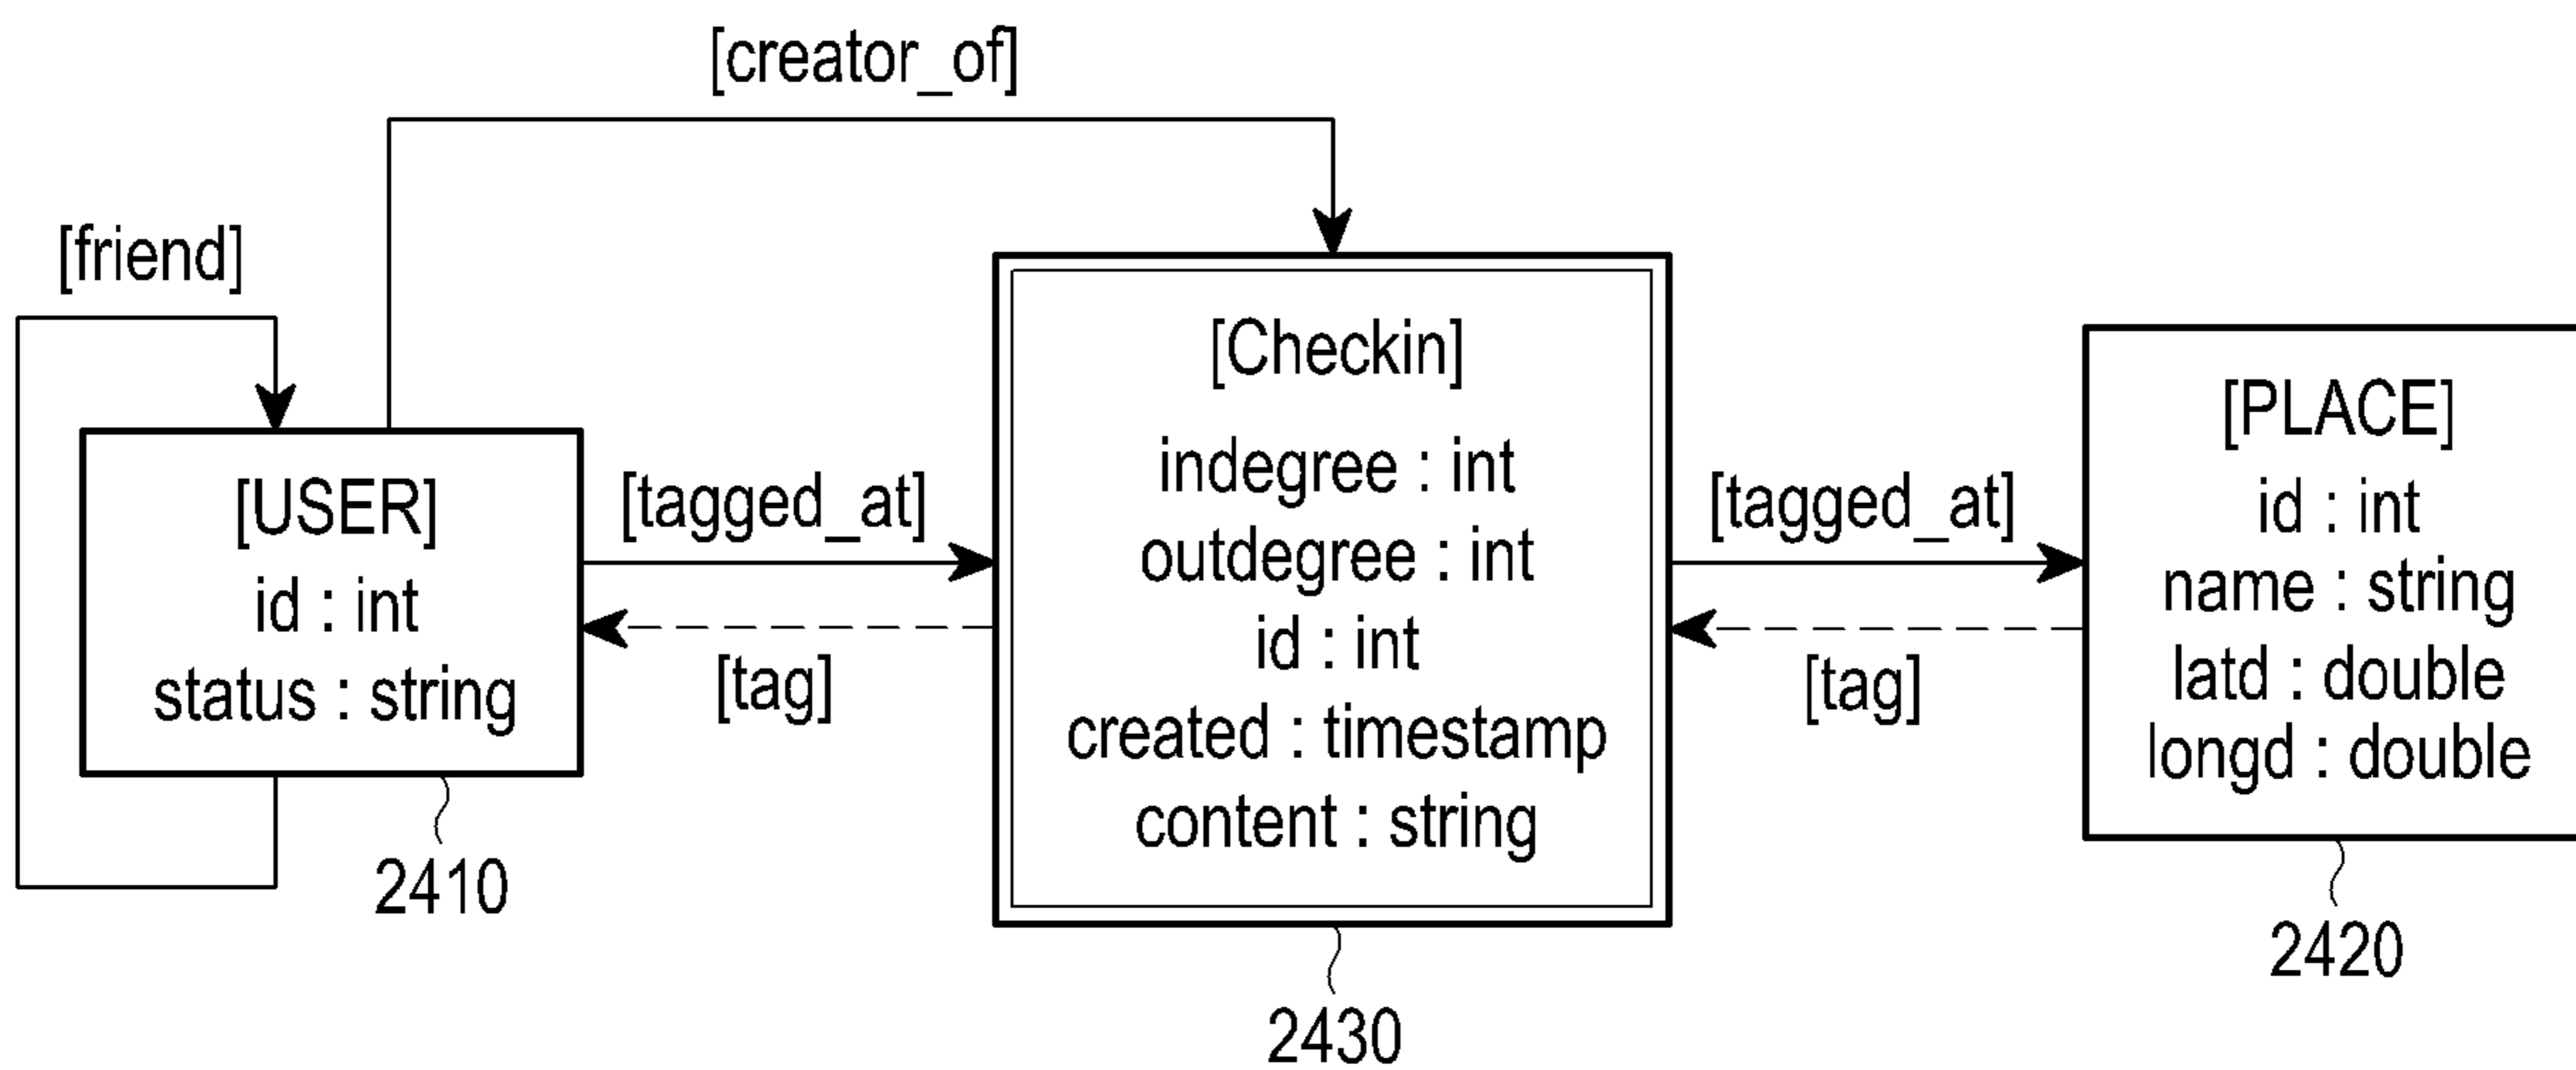 [creator_of]
[friend]
[USER]
id : int
status : string
2410
[tagged_at]
[tag]
[Checkin]
indegree : int
outdegree : int
id : int
created : timestamp
content : string
2430
[tagged_at]
[tag]
[PLACE]
id : int
name : string
latd : double
longd : double
2420